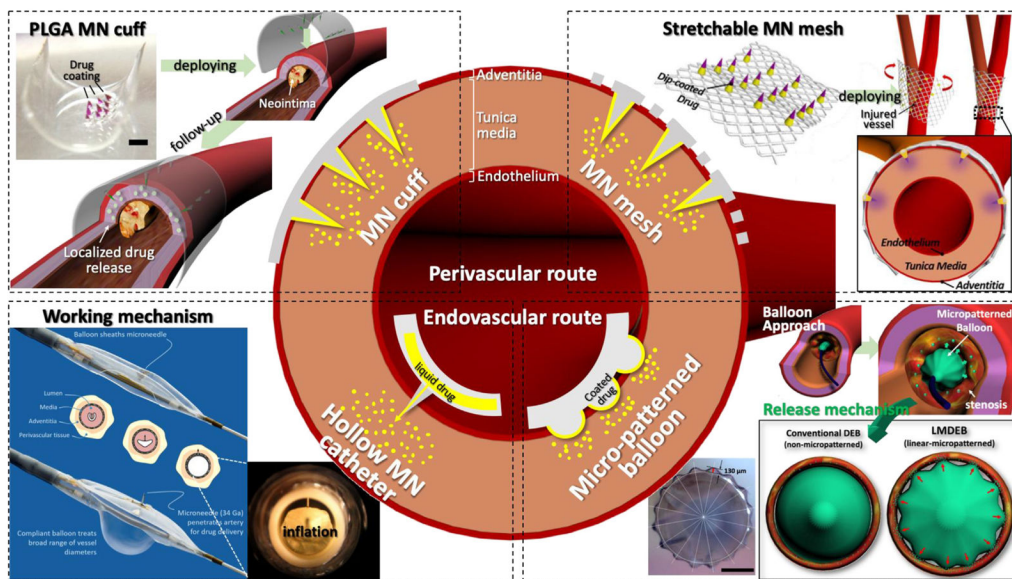 PLGA MN cuff
Drug
coating
deploying
Neointima
follow-up
Localized drug
release
Stretchable MN mesh
Dip-coated
Drug
deploying
Injured
vessel
Endothelium
Tunica Media
Adventitia
Adventitia
Tunica
media
Endothelium
MN cuff
MN mesh
Perivascular route
Endovascular route
liquid drug
Coated drug
Hollow MN
catheter
Micro-patterned
balloon
Working mechanism
Balloon sheaths microneedle
Lumen
Media
Adventitia
Perivascular tissue
Microneedle (34 Ga)
penetrates artery
for drug delivery
Compliant balloon treats
broad range of vessel
diameters
inflation
Balloon
Approach
Micropatterned
Balloon
stenosis
Release mechanism
130 µm
Conventional DEB
(non-micropatterned)
LMDEB
(linear-micropatterned)